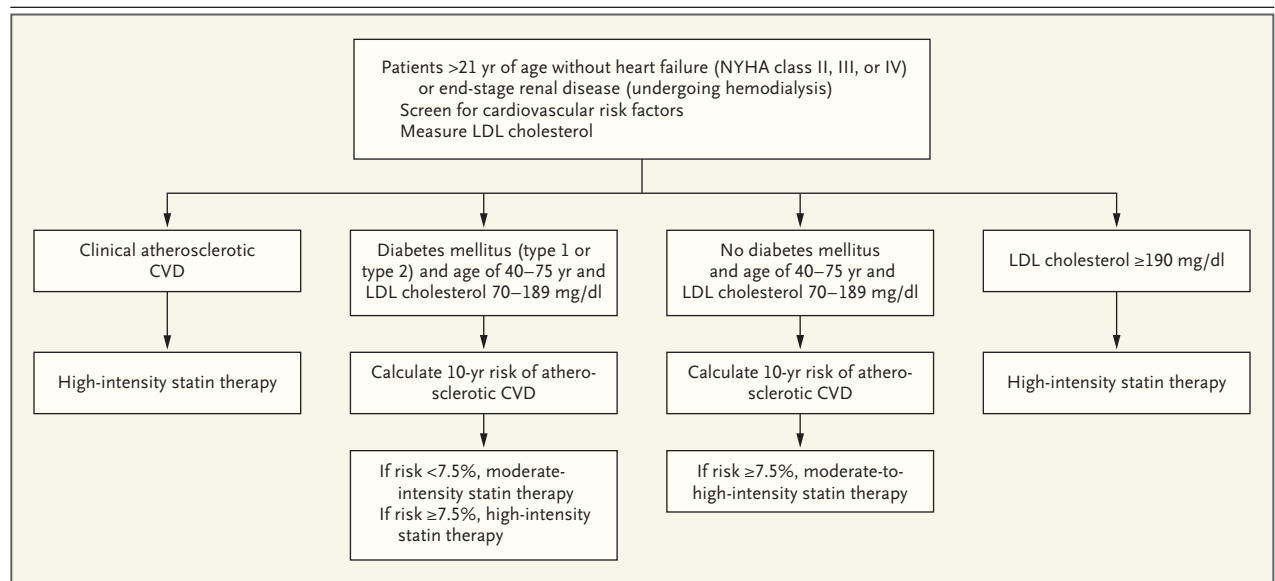 Patients >21 yr of age without heart failure (NYHA class II, III, or IV)
or end-stage renal disease (undergoing hemodialysis)
Screen for cardiovascular risk factors
Measure LDL cholesterol
Clinical atherosclerotic
CVD
Diabetes mellitus (type 1 or
type 2) and age of 40–75 yr and
LDL cholesterol 70–189 mg/dl
No diabetes mellitus
and age of 40–75 yr and
LDL cholesterol 70–189 mg/dl
LDL cholesterol ≥190 mg/dl
High-intensity statin therapy
Calculate 10-yr risk of athero-
sclerotic CVD
Calculate 10-yr risk of athero-
sclerotic CVD
High-intensity statin therapy
If risk <7.5%, moderate-
intensity statin therapy
If risk ≥7.5%, high-intensity
statin therapy
If risk ≥7.5%, moderate-to-
high-intensity statin therapy